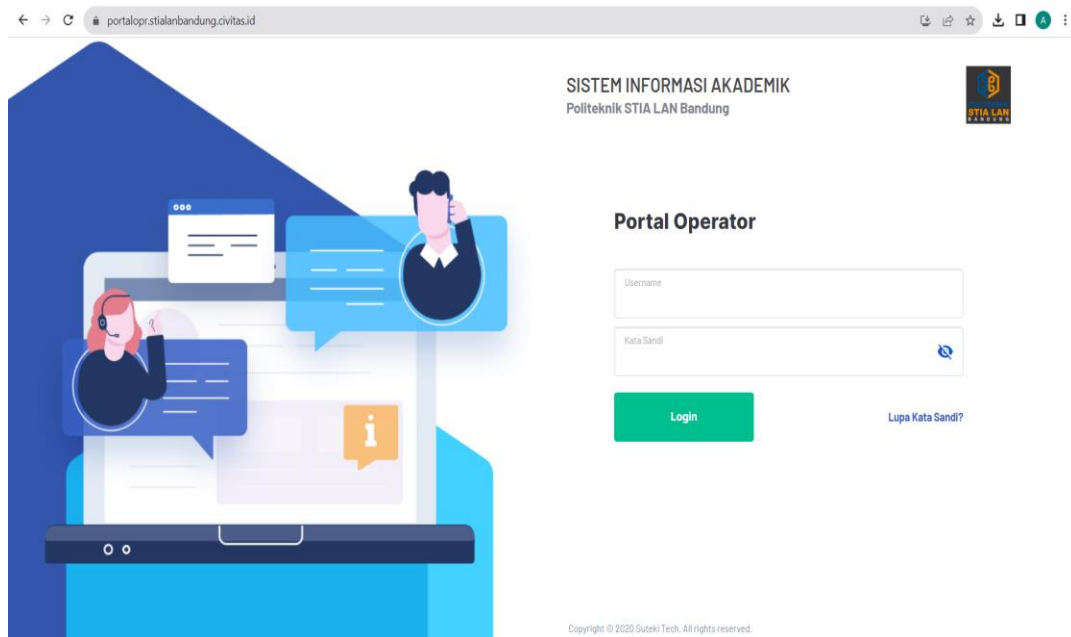 portalopr.stialanbandung.civitas.id
A
SISTEM INFORMASI AKADEMIK
Politeknik STIA LAN Bandung
STIA LAN
BANDUNG
Portal Operator
Username
Kata Sandi
Login
Lupa Kata Sandi?
i
Copyright © 2020 Suteki Tech. All rights reserved.